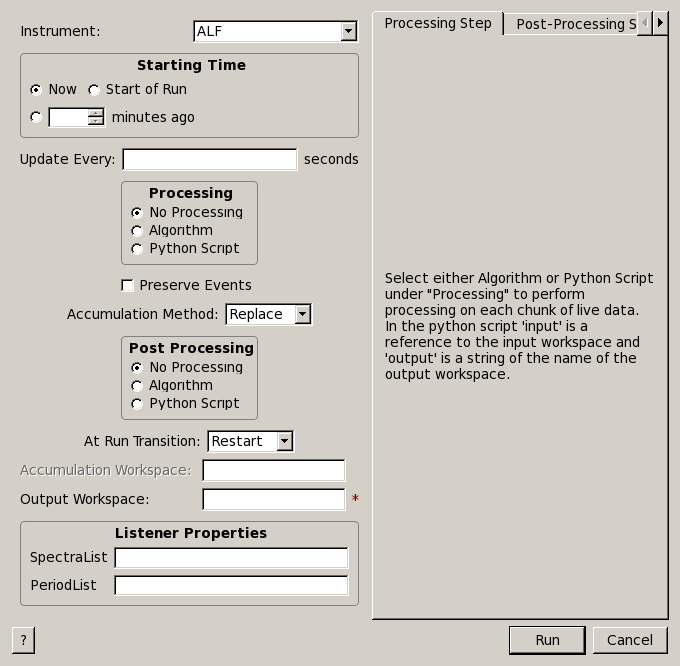 Instrument: ALF
Starting Time
Now Start of Run
minutes ago
Update Every: seconds
Processing
No Processing
Algorithm
Python Script
Preserve Events
Accumulation Method: Replace
Post Processing
No Processing
Algorithm
Python Script
At Run Transition: Restart
Accumulation Workspace:
Output Workspace: *
Listener Properties
SpectraList
PeriodList
Processing Step Post-Processing S
Select either Algorithm or Python Script
under "Processing" to perform
processing on each chunk of live data.
In the python script 'input' is a
reference to the input workspace and
'output' is a string of the name of the
output workspace.
? Run Cancel